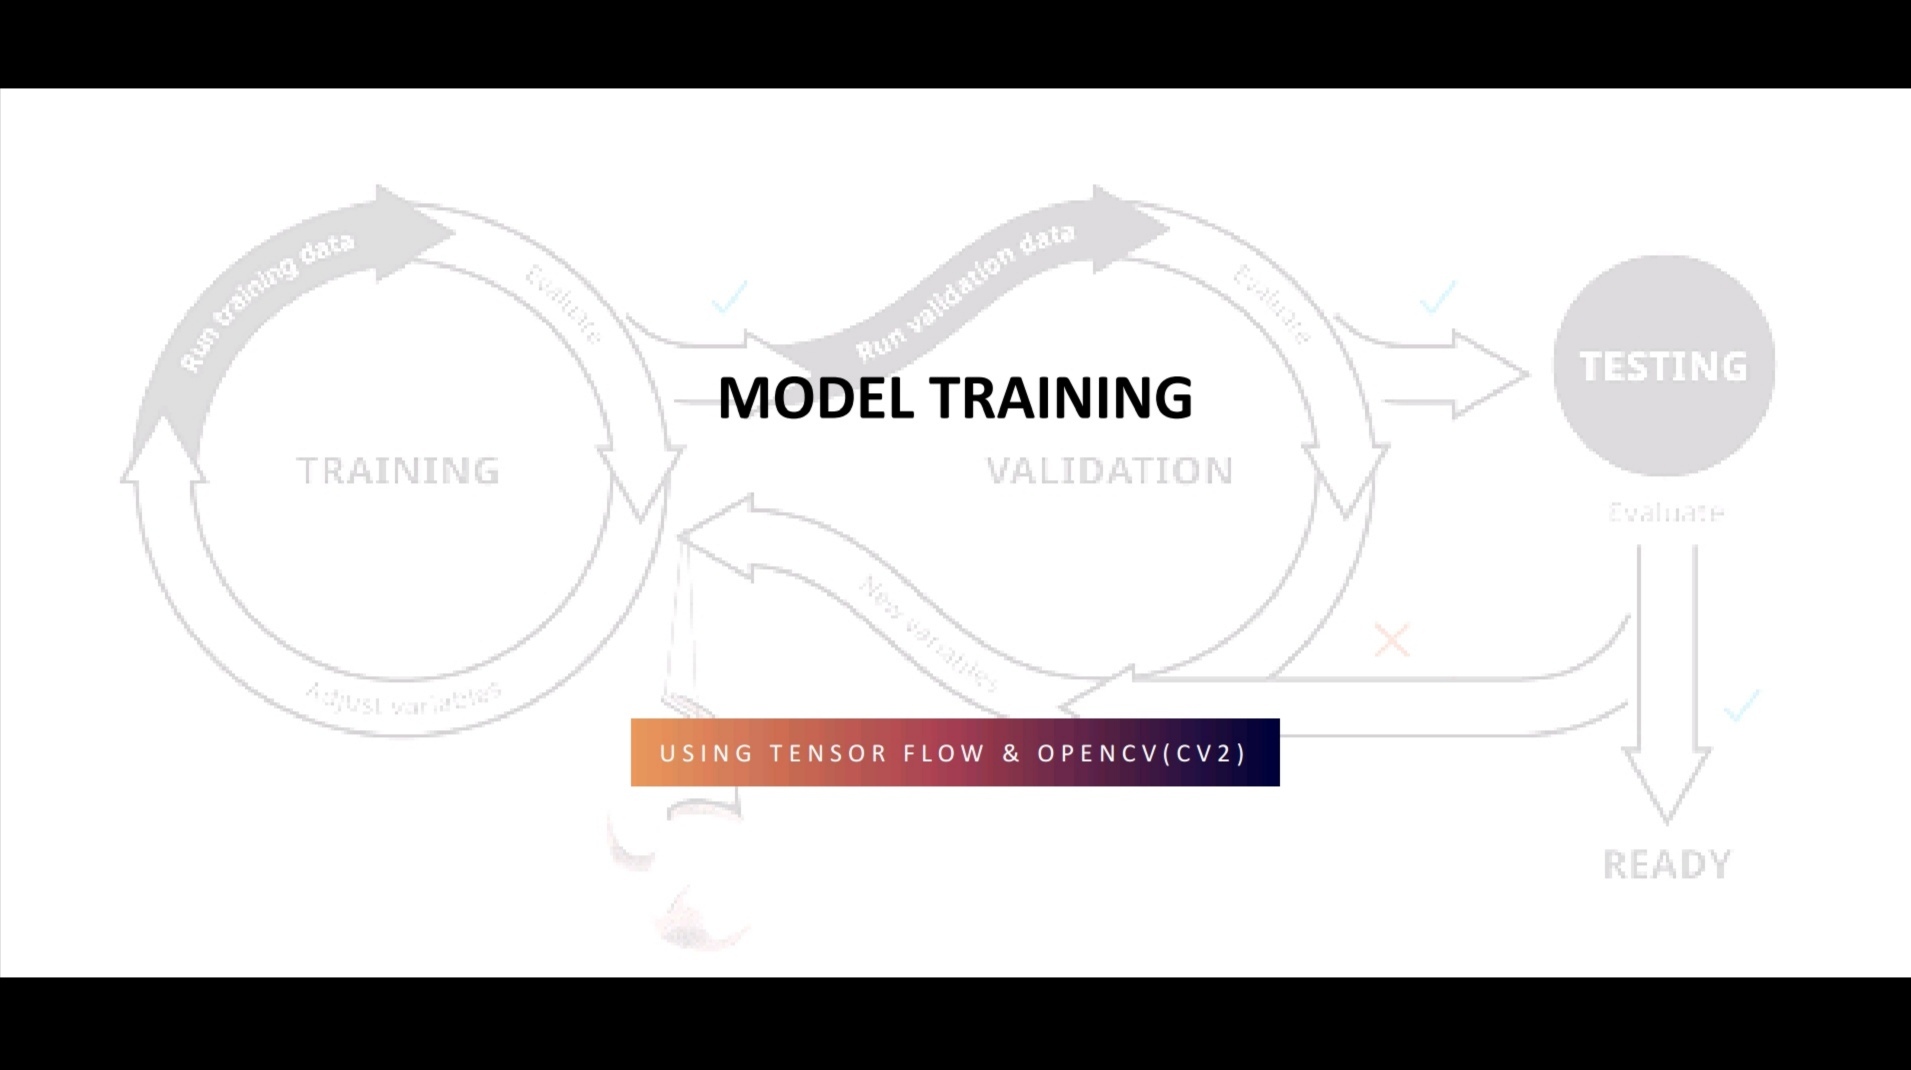 Run training data
Evaluate
Run validation data
Evaluate
TESTING
MODEL TRAINING
TRAINING
VALIDATION
Evaluate
New variables
Adjust variables
USING TENSOR FLOW & OPENCV(CV2)
READY